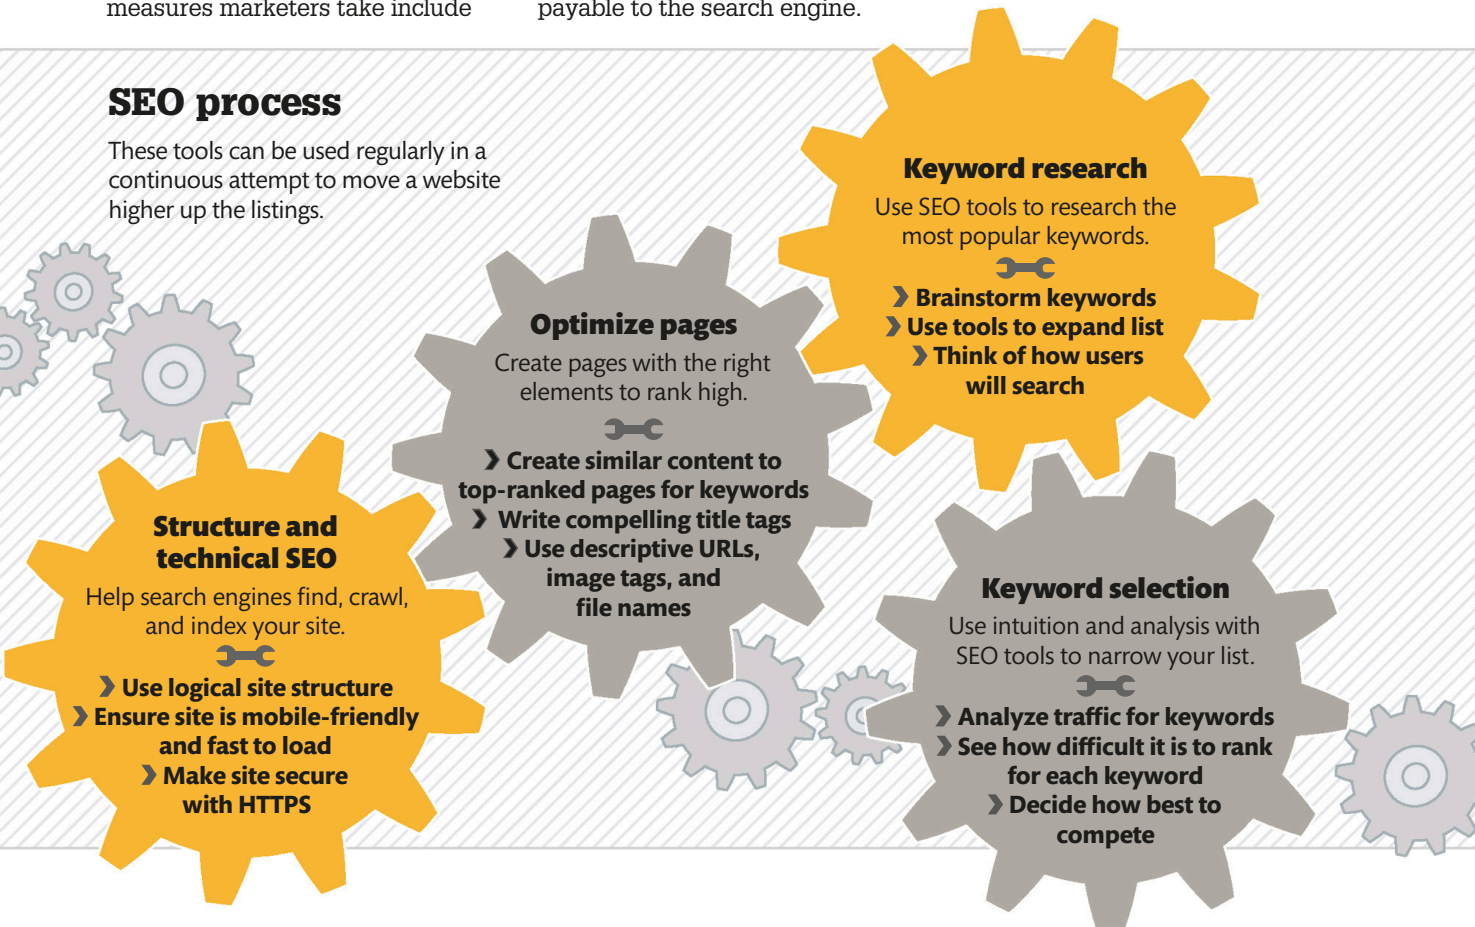 measures marketers take include
payable to the search engine.
SEO process
These tools can be used regularly in a
continuous attempt to move a website
higher up the listings.
Structure and
technical SEO
Help search engines find, crawl,
and index your site.
❯ Use logical site structure
❯ Ensure site is mobile-friendly
and fast to load
❯ Make site secure
with HTTPS
Optimize pages
Create pages with the right
elements to rank high.
❯ Create similar content to
top-ranked pages for keywords
❯ Write compelling title tags
❯ Use descriptive URLs,
image tags, and
file names
Keyword research
Use SEO tools to research the
most popular keywords.
❯ Brainstorm keywords
❯ Use tools to expand list
❯ Think of how users
will search
Keyword selection
Use intuition and analysis with
SEO tools to narrow your list.
❯ Analyze traffic for keywords
❯ See how difficult it is to rank
for each keyword
❯ Decide how best to
compete